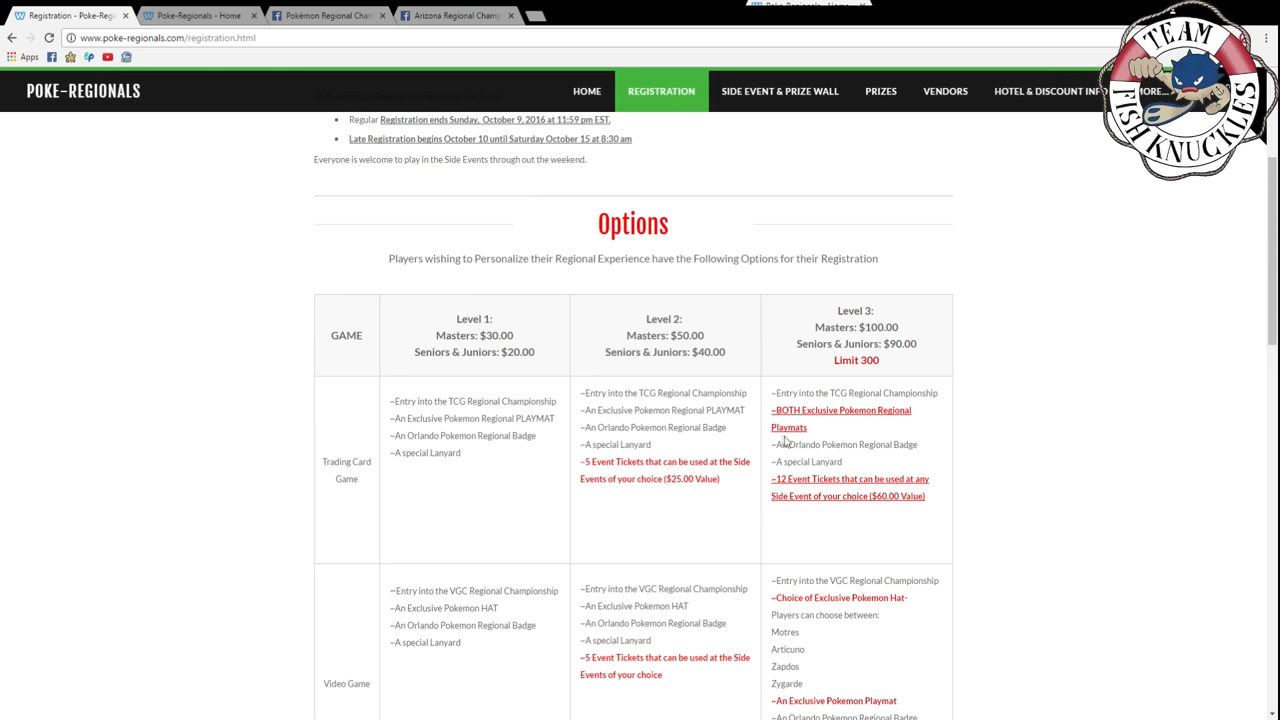 Registration - Poke-Reg
Poke-Regionals - Home
Pokémon Regional Cham
Arizona Regional Champ
www.poke-regionals.com/registration.html
Apps
POKE-REGIONALS
HOME
REGISTRATION
SIDE EVENT & PRIZE WALL
PRIZES
VENDORS
HOTEL & DISCOUNT INFO
MORE...
TEAM
FISH KNUCKLES
Regular Registration ends Sunday, October 9, 2016 at 11:59 pm EST.
Late Registration begins October 10 until Saturday October 15 at 8:30 am
Everyone is welcome to play in the Side Events through out the weekend.
Options
Players wishing to Personalize their Regional Experience have the Following Options for their Registration
GAME
Level 1:
Masters: $30.00
Seniors & Juniors: $20.00
Level 2:
Masters: $50.00
Seniors & Juniors: $40.00
Level 3:
Masters: $100.00
Seniors & Juniors: $90.00
Limit 300
Trading Card
Game
~Entry into the TCG Regional Championship
~An Exclusive Pokemon Regional PLAYMAT
~An Orlando Pokemon Regional Badge
~A special Lanyard
~Entry into the TCG Regional Championship
~An Exclusive Pokemon Regional PLAYMAT
~An Orlando Pokemon Regional Badge
~A special Lanyard
~5 Event Tickets that can be used at the Side
Events of your choice ($25.00 Value)
~Entry into the TCG Regional Championship
~BOTH Exclusive Pokemon Regional
Playmats
~An Orlando Pokemon Regional Badge
~A special Lanyard
~12 Event Tickets that can be used at any
Side Event of your choice ($60.00 Value)
Video Game
~Entry into the VGC Regional Championship
~An Exclusive Pokemon HAT
~An Orlando Pokemon Regional Badge
~A special Lanyard
~Entry into the VGC Regional Championship
~An Exclusive Pokemon HAT
~An Orlando Pokemon Regional Badge
~A special Lanyard
~5 Event Tickets that can be used at the Side
Events of your choice
~Entry into the VGC Regional Championship
~Choice of Exclusive Pokemon Hat-
Players can choose between:
Motres
Articuno
Zapdos
Zygarde
~An Exclusive Pokemon Playmat
~An Orlando Pokemon Regional Badge